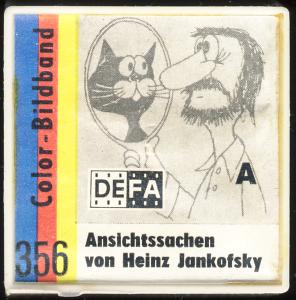 Color-Bildband
DEFA
A
356
Ansichtssachen
von Heinz Jankofsky